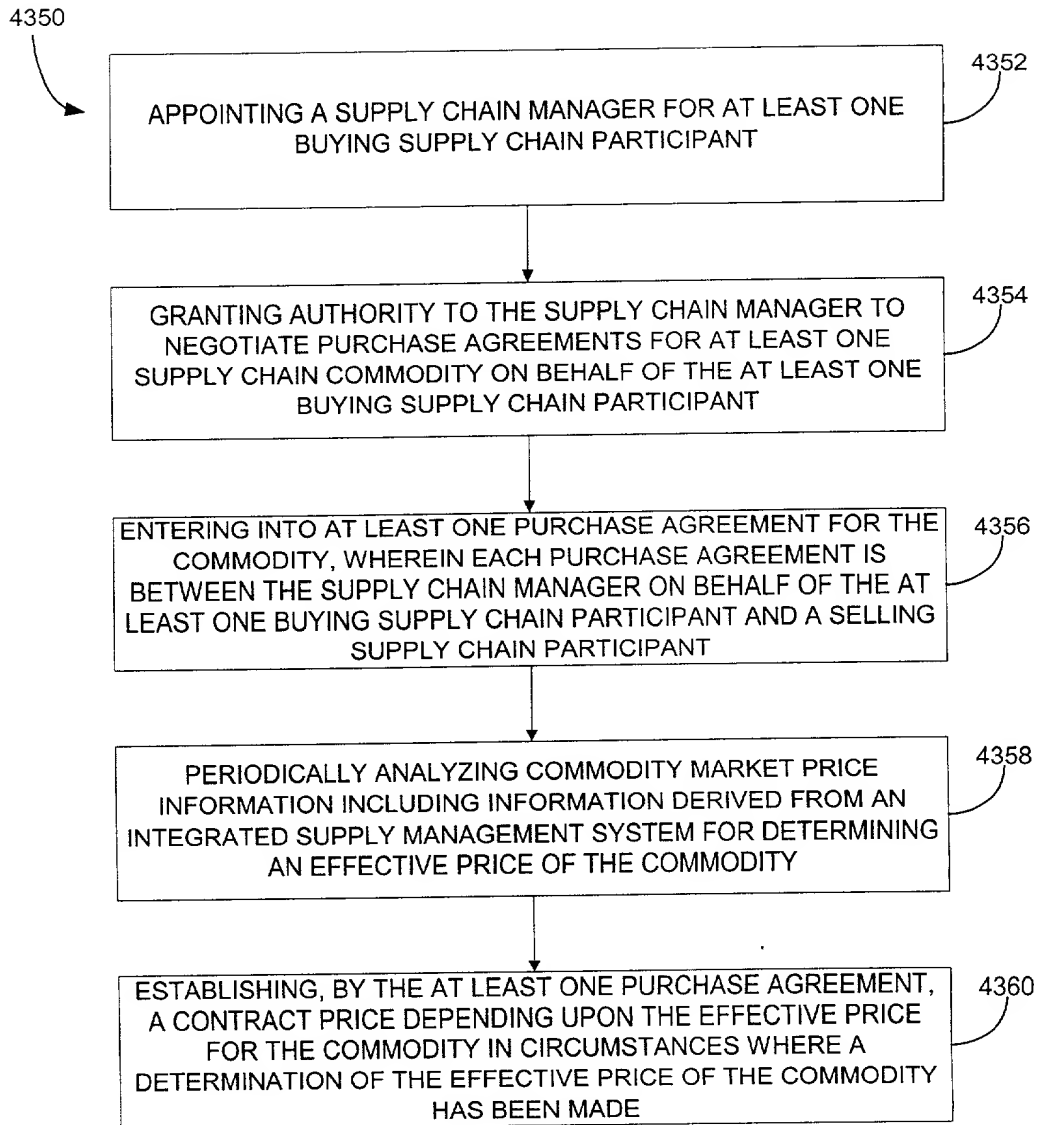 4350
4352
APPOINTING A SUPPLY CHAIN MANAGER FOR AT LEAST ONE
BUYING SUPPLY CHAIN PARTICIPANT
4354
GRANTING AUTHORITY TO THE SUPPLY CHAIN MANAGER TO
NEGOTIATE PURCHASE AGREEMENTS FOR AT LEAST ONE
SUPPLY CHAIN COMMODITY ON BEHALF OF THE AT LEAST ONE
BUYING SUPPLY CHAIN PARTICIPANT
4356
ENTERING INTO AT LEAST ONE PURCHASE AGREEMENT FOR THE
COMMODITY, WHEREIN EACH PURCHASE AGREEMENT IS
BETWEEN THE SUPPLY CHAIN MANAGER ON BEHALF OF THE AT
LEAST ONE BUYING SUPPLY CHAIN PARTICIPANT AND A SELLING
SUPPLY CHAIN PARTICIPANT
4358
PERIODICALLY ANALYZING COMMODITY MARKET PRICE
INFORMATION INCLUDING INFORMATION DERIVED FROM AN
INTEGRATED SUPPLY MANAGEMENT SYSTEM FOR DETERMINING
AN EFFECTIVE PRICE OF THE COMMODITY
4360
ESTABLISHING, BY THE AT LEAST ONE PURCHASE AGREEMENT,
A CONTRACT PRICE DEPENDING UPON THE EFFECTIVE PRICE
FOR THE COMMODITY IN CIRCUMSTANCES WHERE A
DETERMINATION OF THE EFFECTIVE PRICE OF THE COMMODITY
HAS BEEN MADE